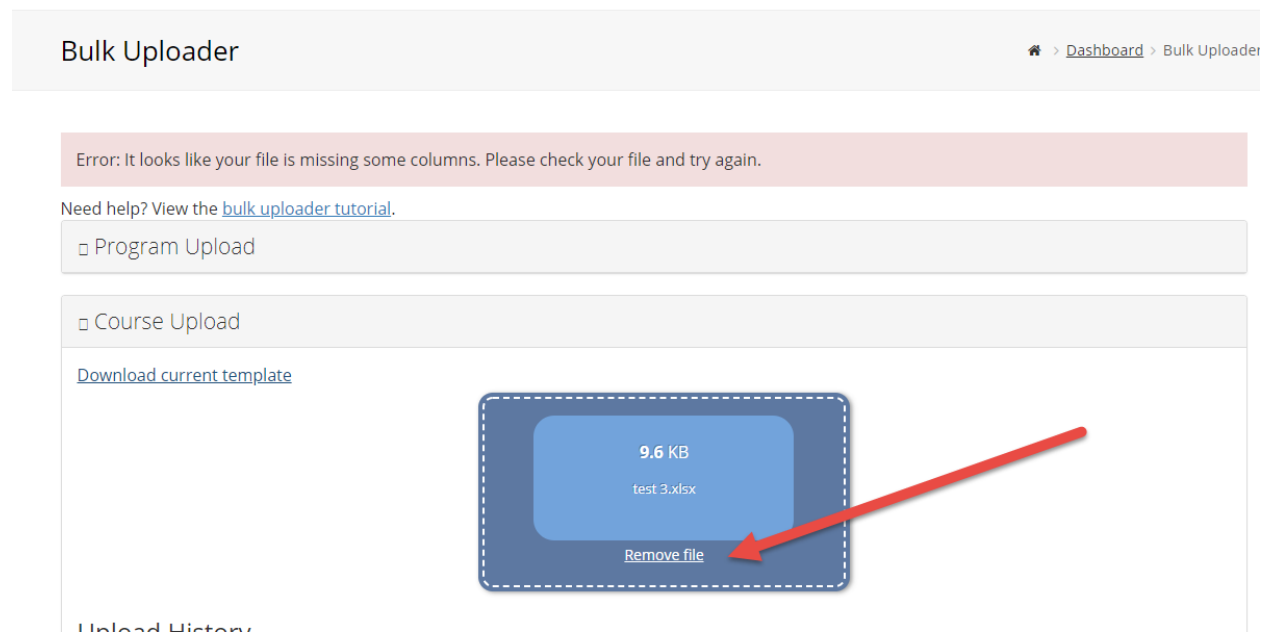 Bulk Uploader
> Dashboard > Bulk Uploader
Error: It looks like your file is missing some columns. Please check your file and try again.
Need help? View the bulk uploader tutorial.
Program Upload
Course Upload
Download current template
9.6 KB
test 3.xlsx
Remove file
Upload History